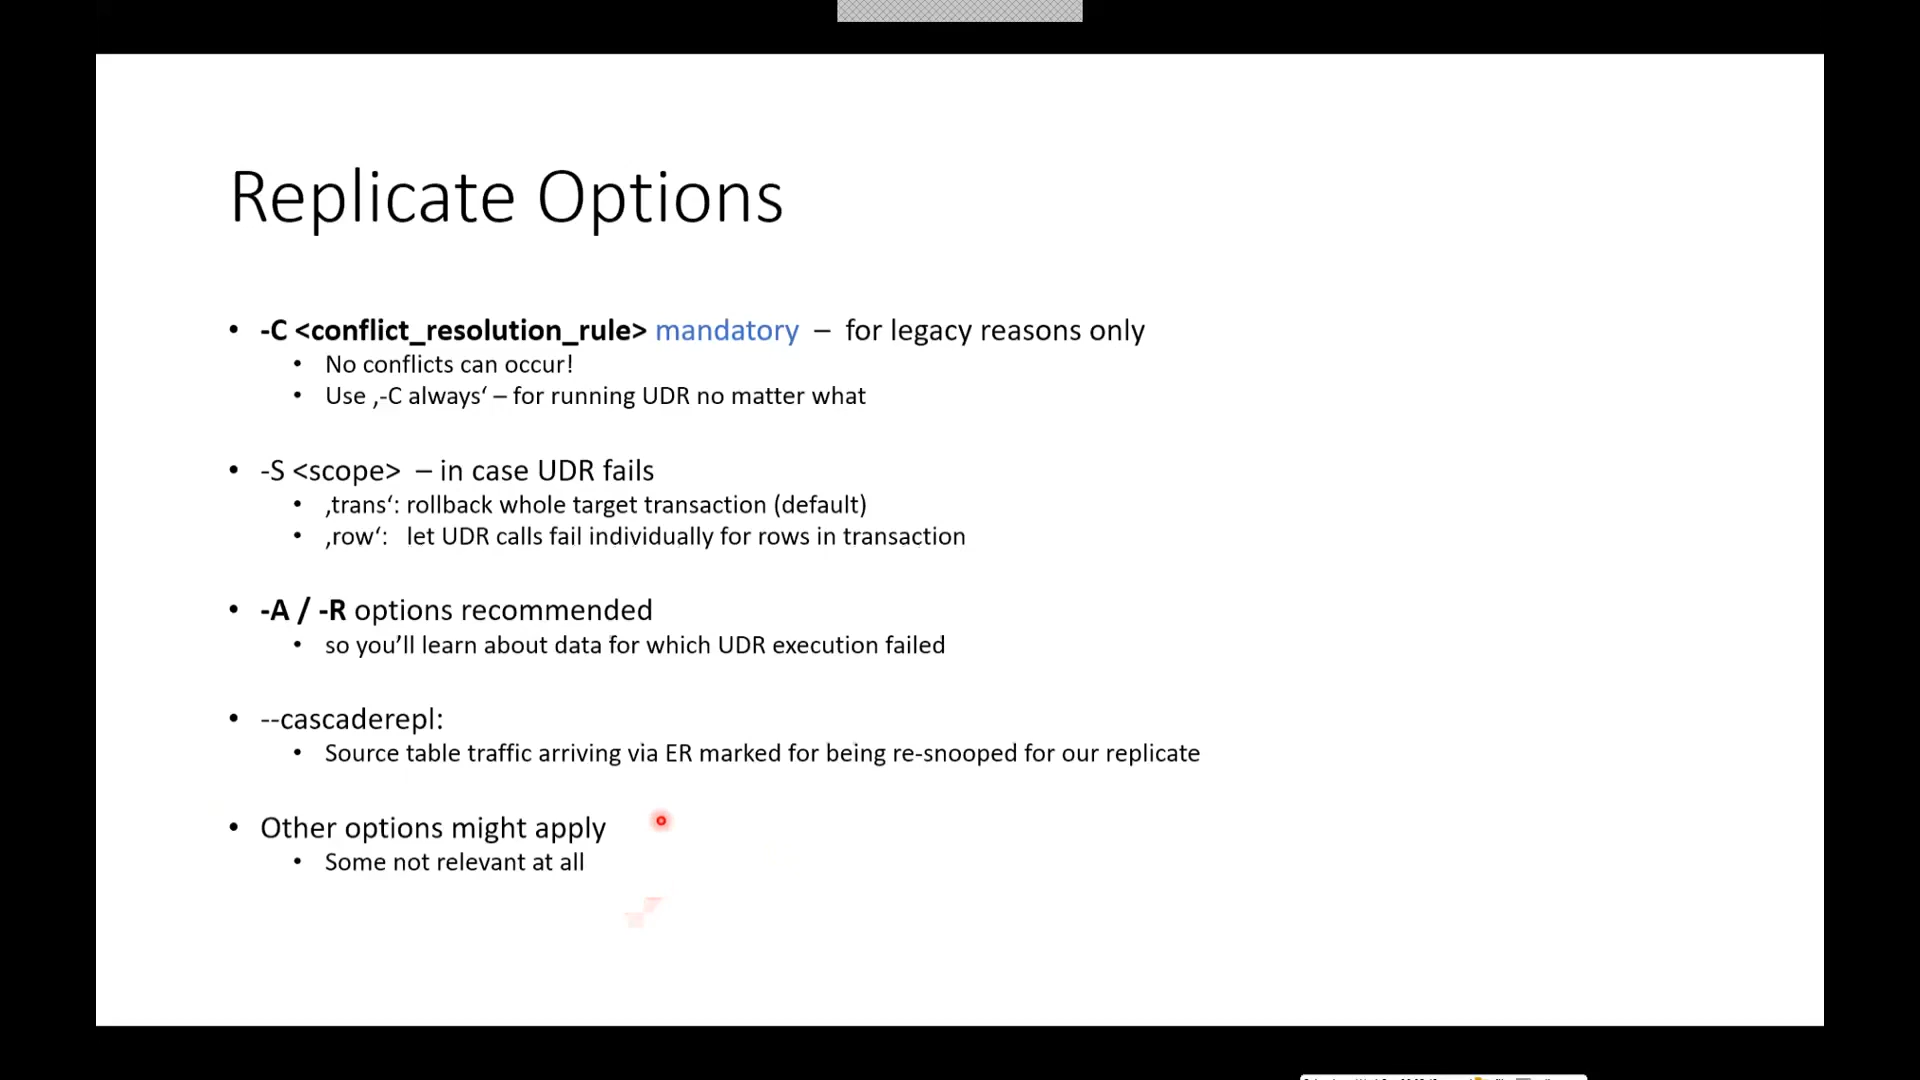 Replicate Options
• -C <conflict_resolution_rule> mandatory – for legacy reasons only
• No conflicts can occur!
• Use ‚-C always‘ – for running UDR no matter what
• -S <scope> – in case UDR fails
• ‚trans‘: rollback whole target transaction (default)
• ‚row‘: let UDR calls fail individually for rows in transaction
• -A / -R options recommended
• so you’ll learn about data for which UDR execution failed
• --cascaderepl:
• Source table traffic arriving via ER marked for being re-snooped for our replicate
• Other options might apply
• Some not relevant at all